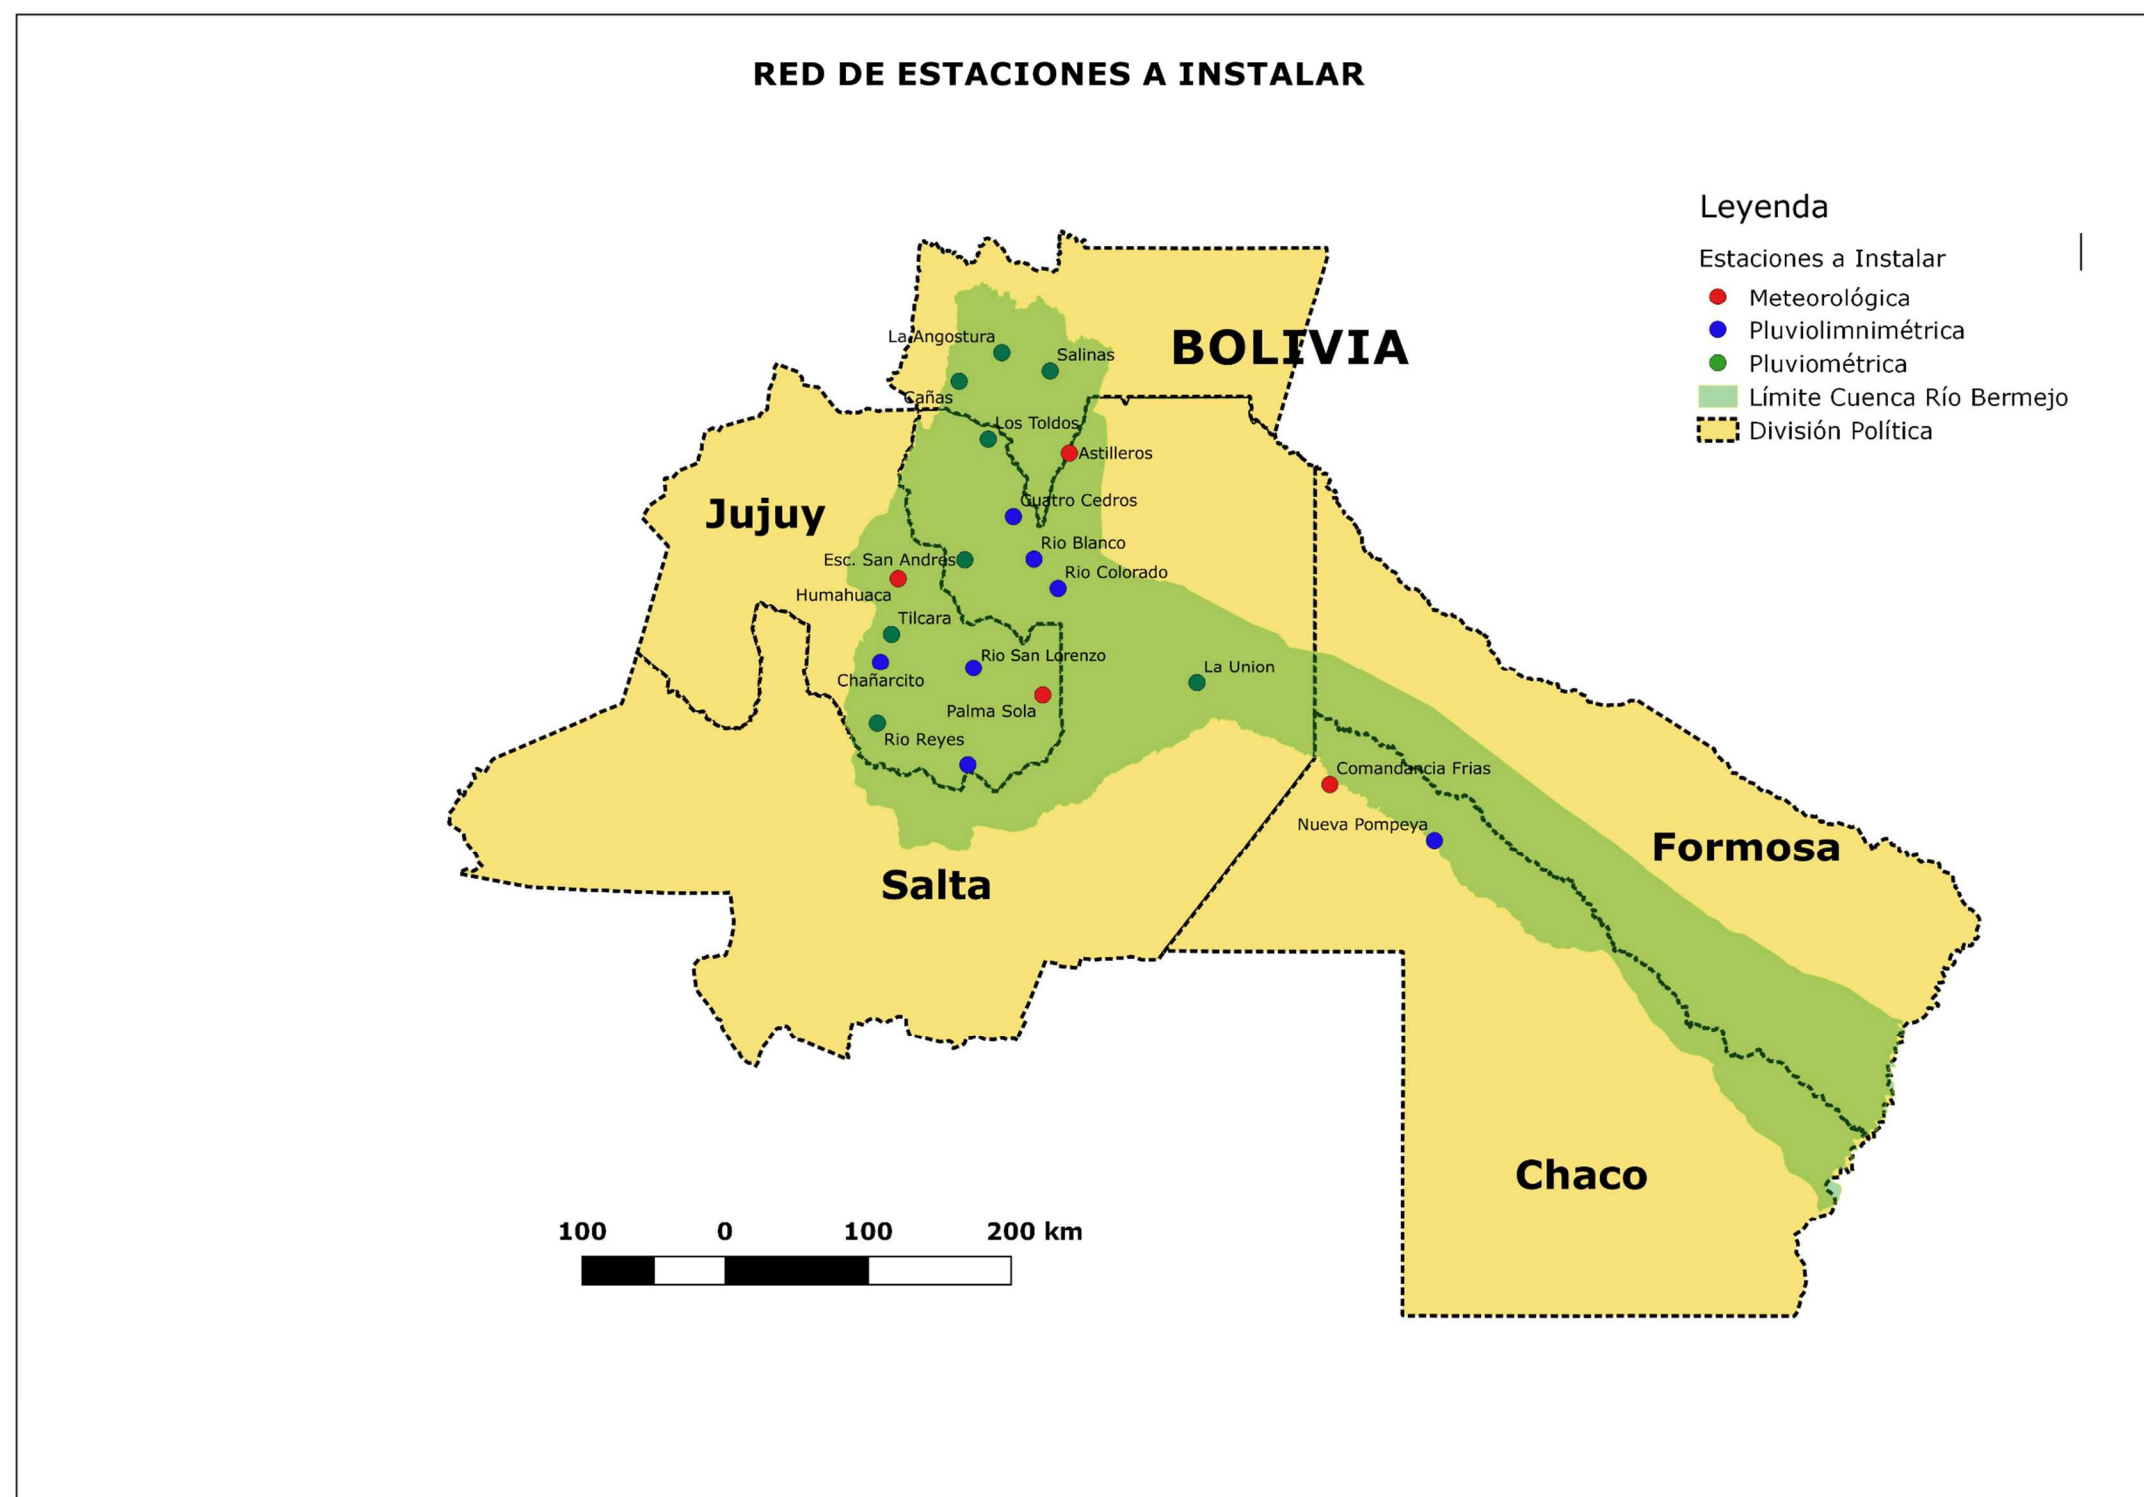 RED DE ESTACIONES A INSTALAR
Leyenda
Estaciones a Instalar
Meteorológica
Pluviolimnimétrica
Pluviométrica
Límite Cuenca Río Bermejo
División Política
BOLIVIA
La Angostura
Salinas
Cañas
Los Toldos
Astilleros
Jujuy
Cuatro Cedros
Rio Blanco
Esc. San Andres
Rio Colorado
Humahuaca
Tilcara
Rio San Lorenzo
La Union
Chañarcito
Palma Sola
Rio Reyes
Comandancia Frias
Nueva Pompeya
Formosa
Salta
Chaco
100 0 100 200 km